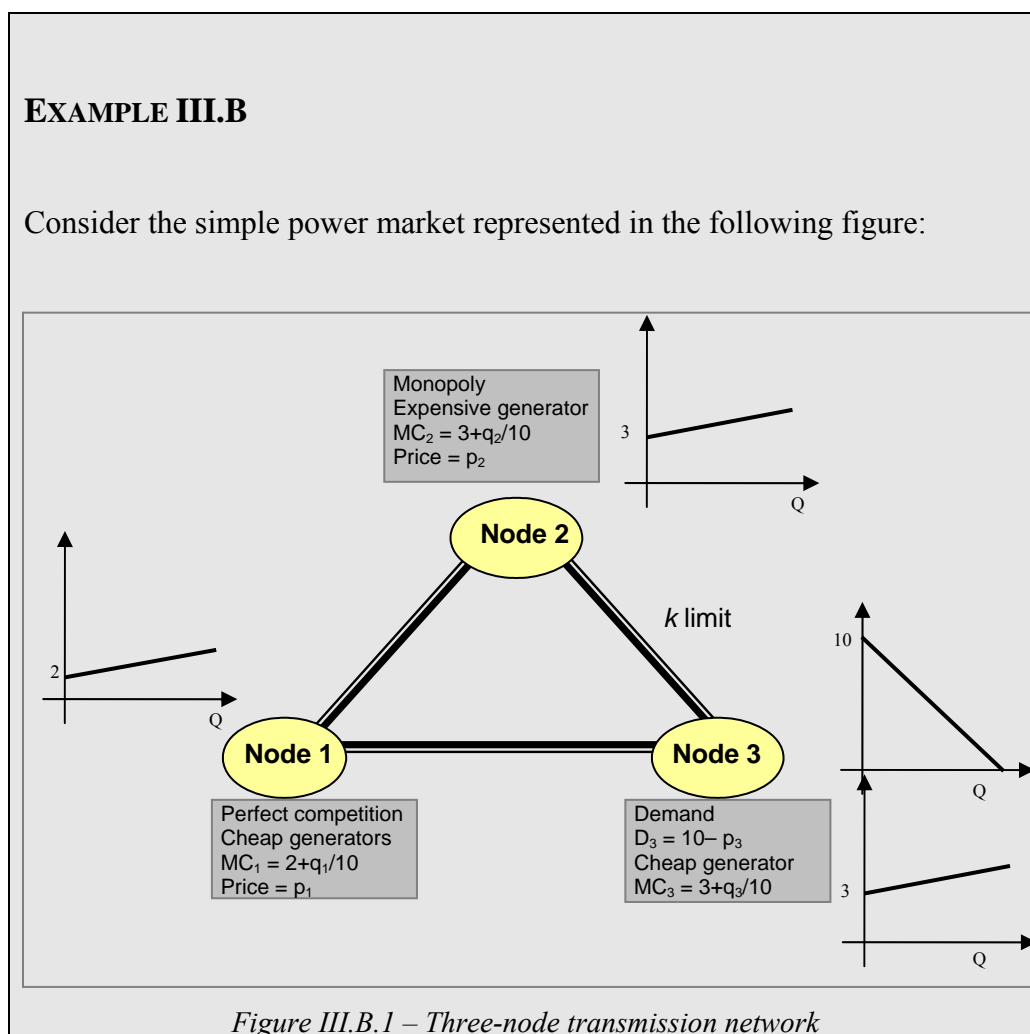 EXAMPLE III.B
Consider the simple power market represented in the following figure:
Monopoly
Expensive generator
MC₂ = 3+q₂/10
Price = p₂
3
Q
Node 2
k limit
2
Q
10
Q
Node 1
Node 3
Perfect competition
Cheap generators
MC₁ = 2+q₁/10
Price = p₁
Demand
D₃ = 10– p₃
Cheap generator
MC₃ = 3+q₃/10
3
Q
Figure III.B.1 – Three-node transmission network